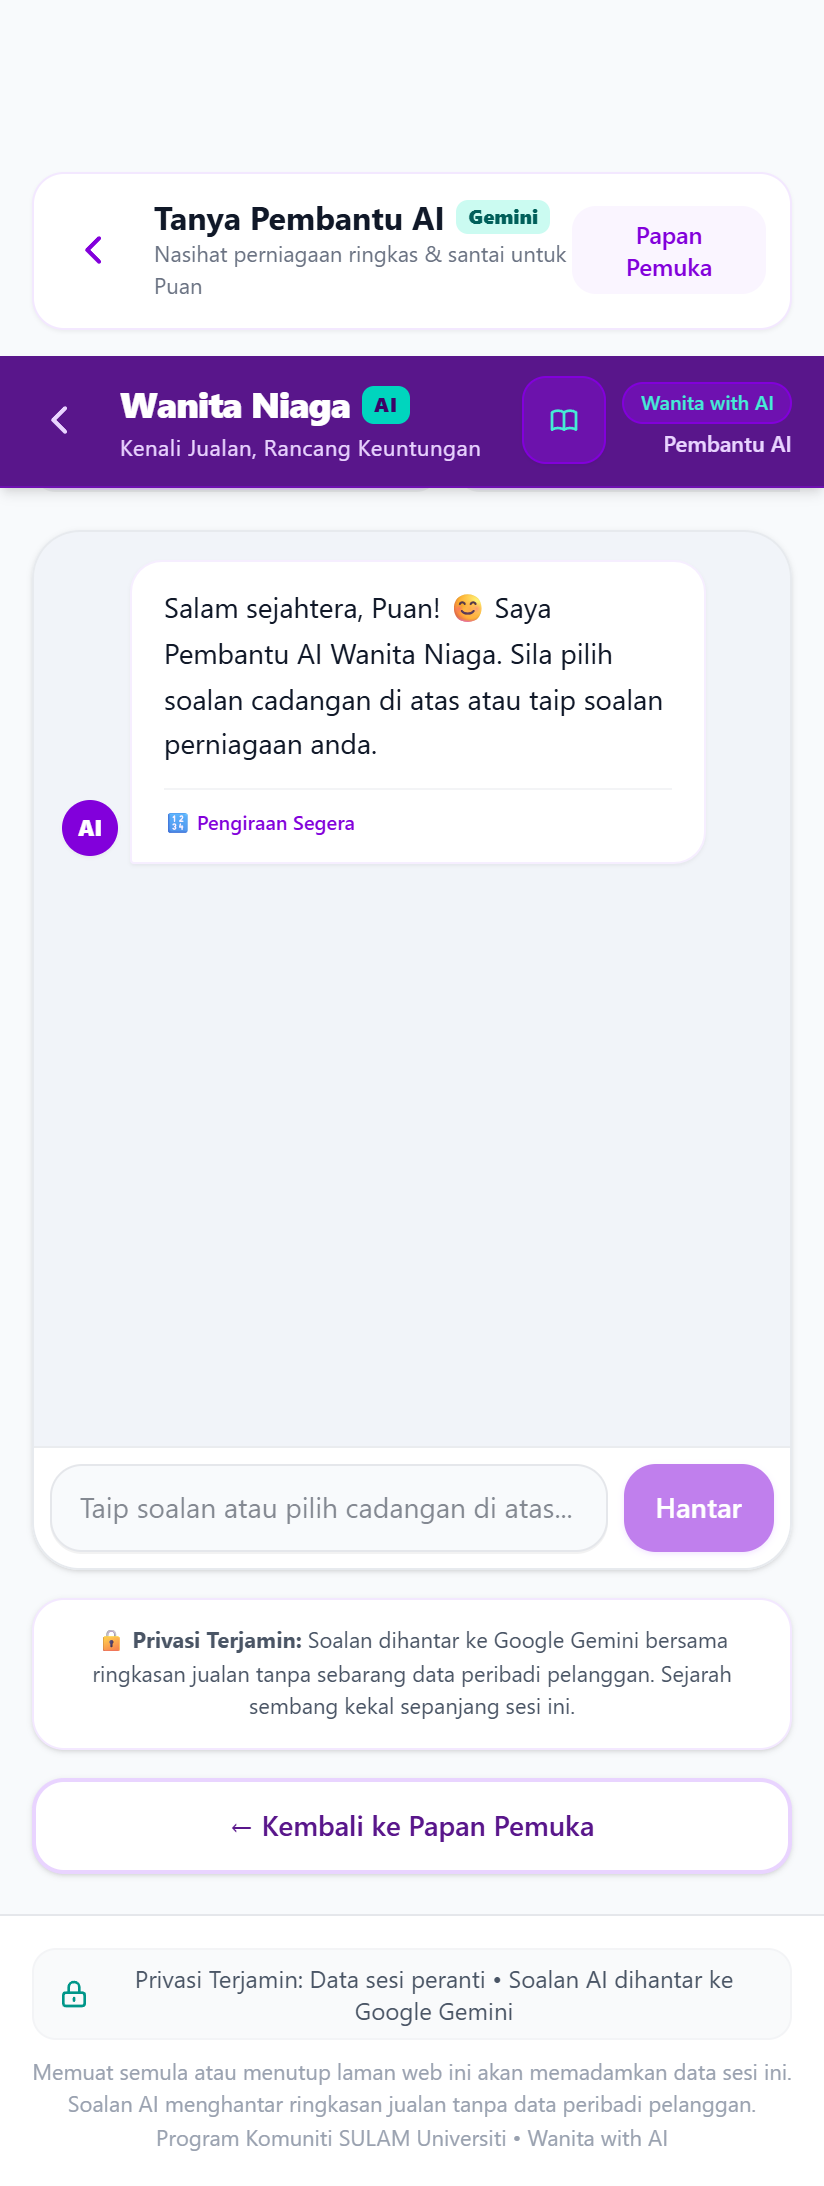 Tanya Pembantu AI Gemini
Nasihat perniagaan ringkas & santai untuk
Puan
Papan
Pemuka
Wanita Niaga AI
Kenali Jualan, Rancang Keuntungan
Wanita with AI
Pembantu AI
Salam sejahtera, Puan! 😊 Saya
Pembantu AI Wanita Niaga. Sila pilih
soalan cadangan di atas atau taip soalan
perniagaan anda.
🔢 Pengiraan Segera
AI
Taip soalan atau pilih cadangan di atas...
Hantar
🔒 Privasi Terjamin: Soalan dihantar ke Google Gemini bersama
ringkasan jualan tanpa sebarang data peribadi pelanggan. Sejarah
sembang kekal sepanjang sesi ini.
← Kembali ke Papan Pemuka
Privasi Terjamin: Data sesi peranti • Soalan AI dihantar ke
Google Gemini
Memuat semula atau menutup laman web ini akan memadamkan data sesi ini.
Soalan AI menghantar ringkasan jualan tanpa data peribadi pelanggan.
Program Komuniti SULAM Universiti • Wanita with AI